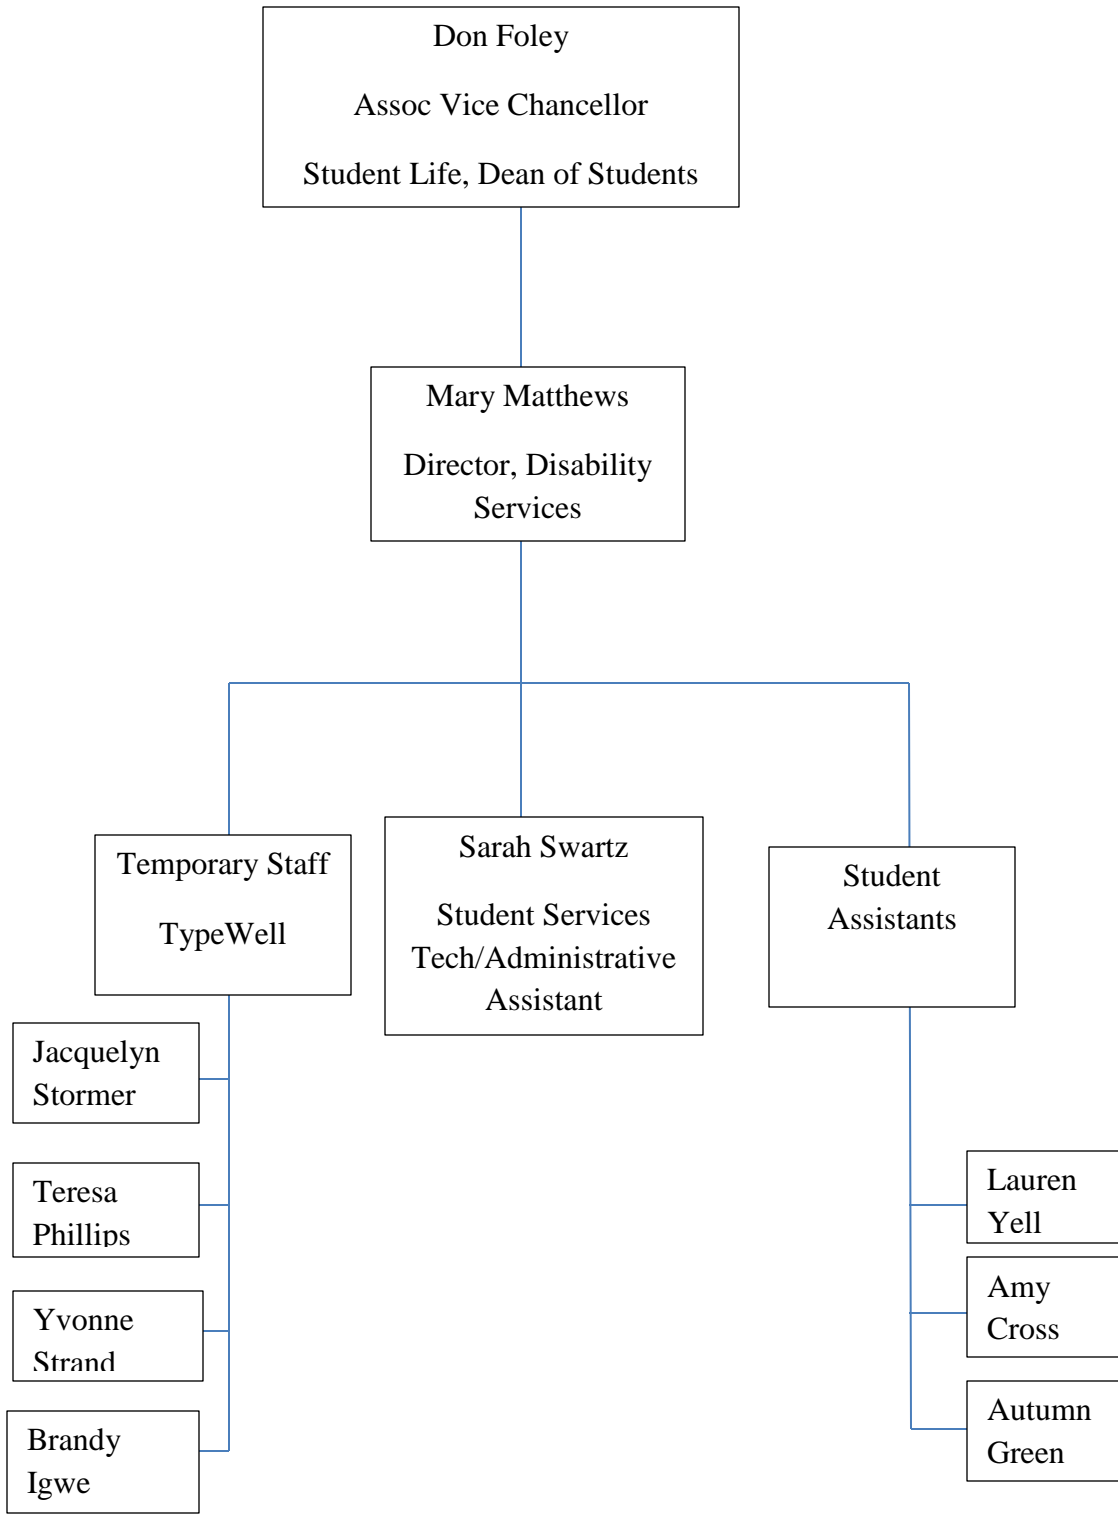 Don Foley
Assoc Vice Chancellor
Student Life, Dean of Students
Mary Matthews
Director, Disability
Services
Temporary Staff
TypeWell
Sarah Swartz
Student Services
Tech/Administrative
Assistant
Student
Assistants
Jacquelyn
Stormer
Teresa
Phillips
Yvonne
Strand
Brandy
Igwe
Lauren
Yell
Amy
Cross
Autumn
Green